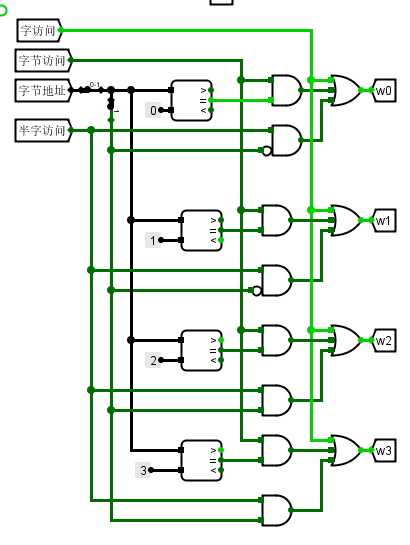 字访问
字节访问
字节地址 0-1
半字访问 1
0 > = < w0
1 > = < w1
2 > = < w2
3 > = < w3